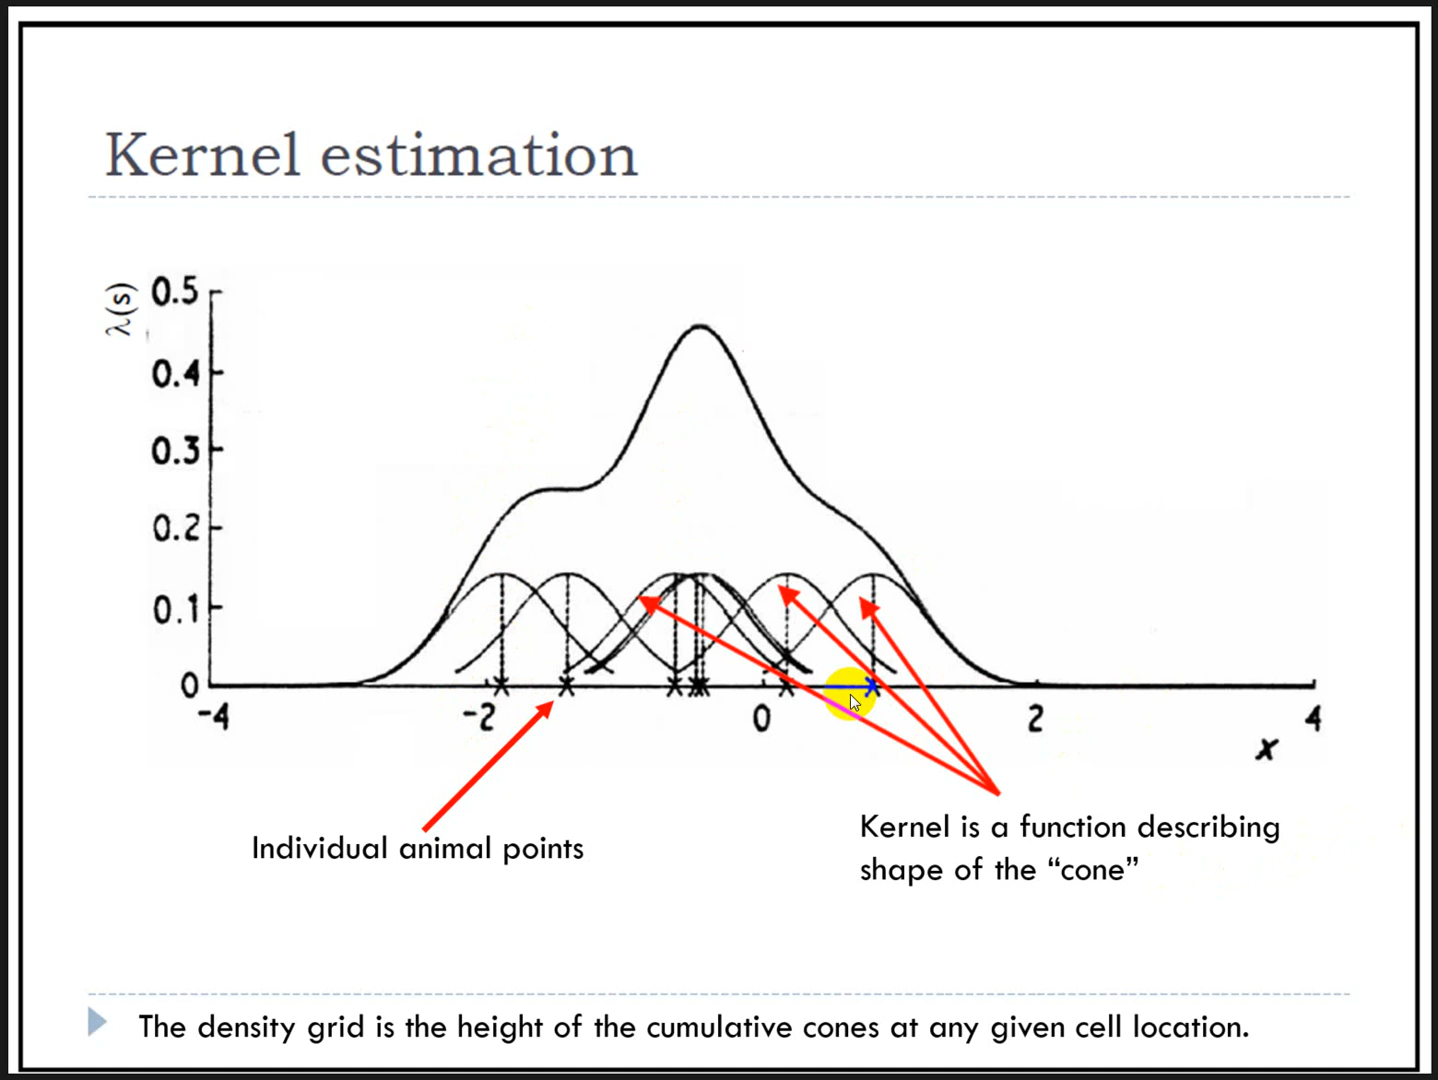 Kernel estimation
λ(s)
0.5
0.4
0.3
0.2
0.1
0
-4
-2
0
2
4
x
Individual animal points
Kernel is a function describing
shape of the “cone”
The density grid is the height of the cumulative cones at any given cell location.